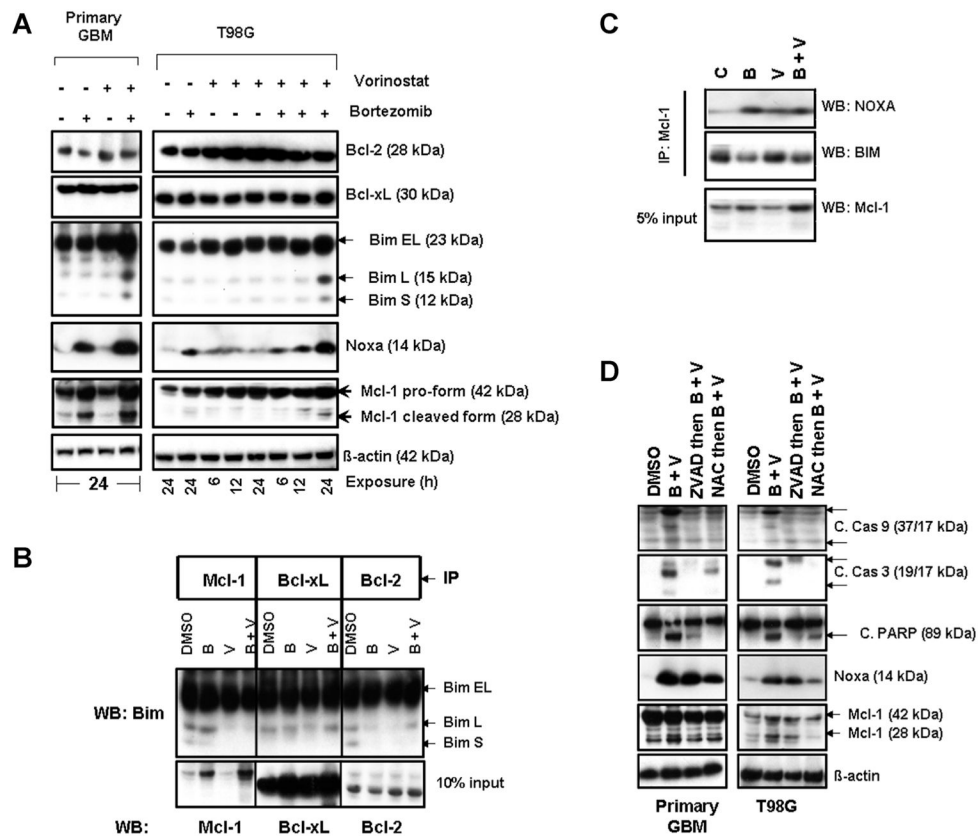 A
Primary
GBM
T98G
- - + + - - + + + + + + Vorinostat
- + - + - + - - - + + + Bortezomib
Bcl-2 (28 kDa)
Bcl-xL (30 kDa)
Bim EL (23 kDa)
Bim L (15 kDa)
Bim S (12 kDa)
Noxa (14 kDa)
Mcl-1 pro-form (42 kDa)
Mcl-1 cleaved form (28 kDa)
ß-actin (42 kDa)
24 24 24 6 12 24 6 12 24 Exposure (h)
B
Mcl-1 Bcl-xL Bcl-2 IP
DMSO B V B + V DMSO B V B + V DMSO B V B + V
WB: Bim
Bim EL
Bim L
Bim S
10% input
WB: Mcl-1 Bcl-xL Bcl-2
C
C B V B + V
IP: Mcl-1
WB: NOXA
WB: BIM
5% input
WB: Mcl-1
D
DMSO B + V ZVAD then B + V NAC then B + V DMSO B + V ZVAD then B + V NAC then B + V
C. Cas 9 (37/17 kDa)
C. Cas 3 (19/17 kDa)
C. PARP (89 kDa)
Noxa (14 kDa)
Mcl-1 (42 kDa)
Mcl-1 (28 kDa)
ß-actin
Primary
GBM
T98G